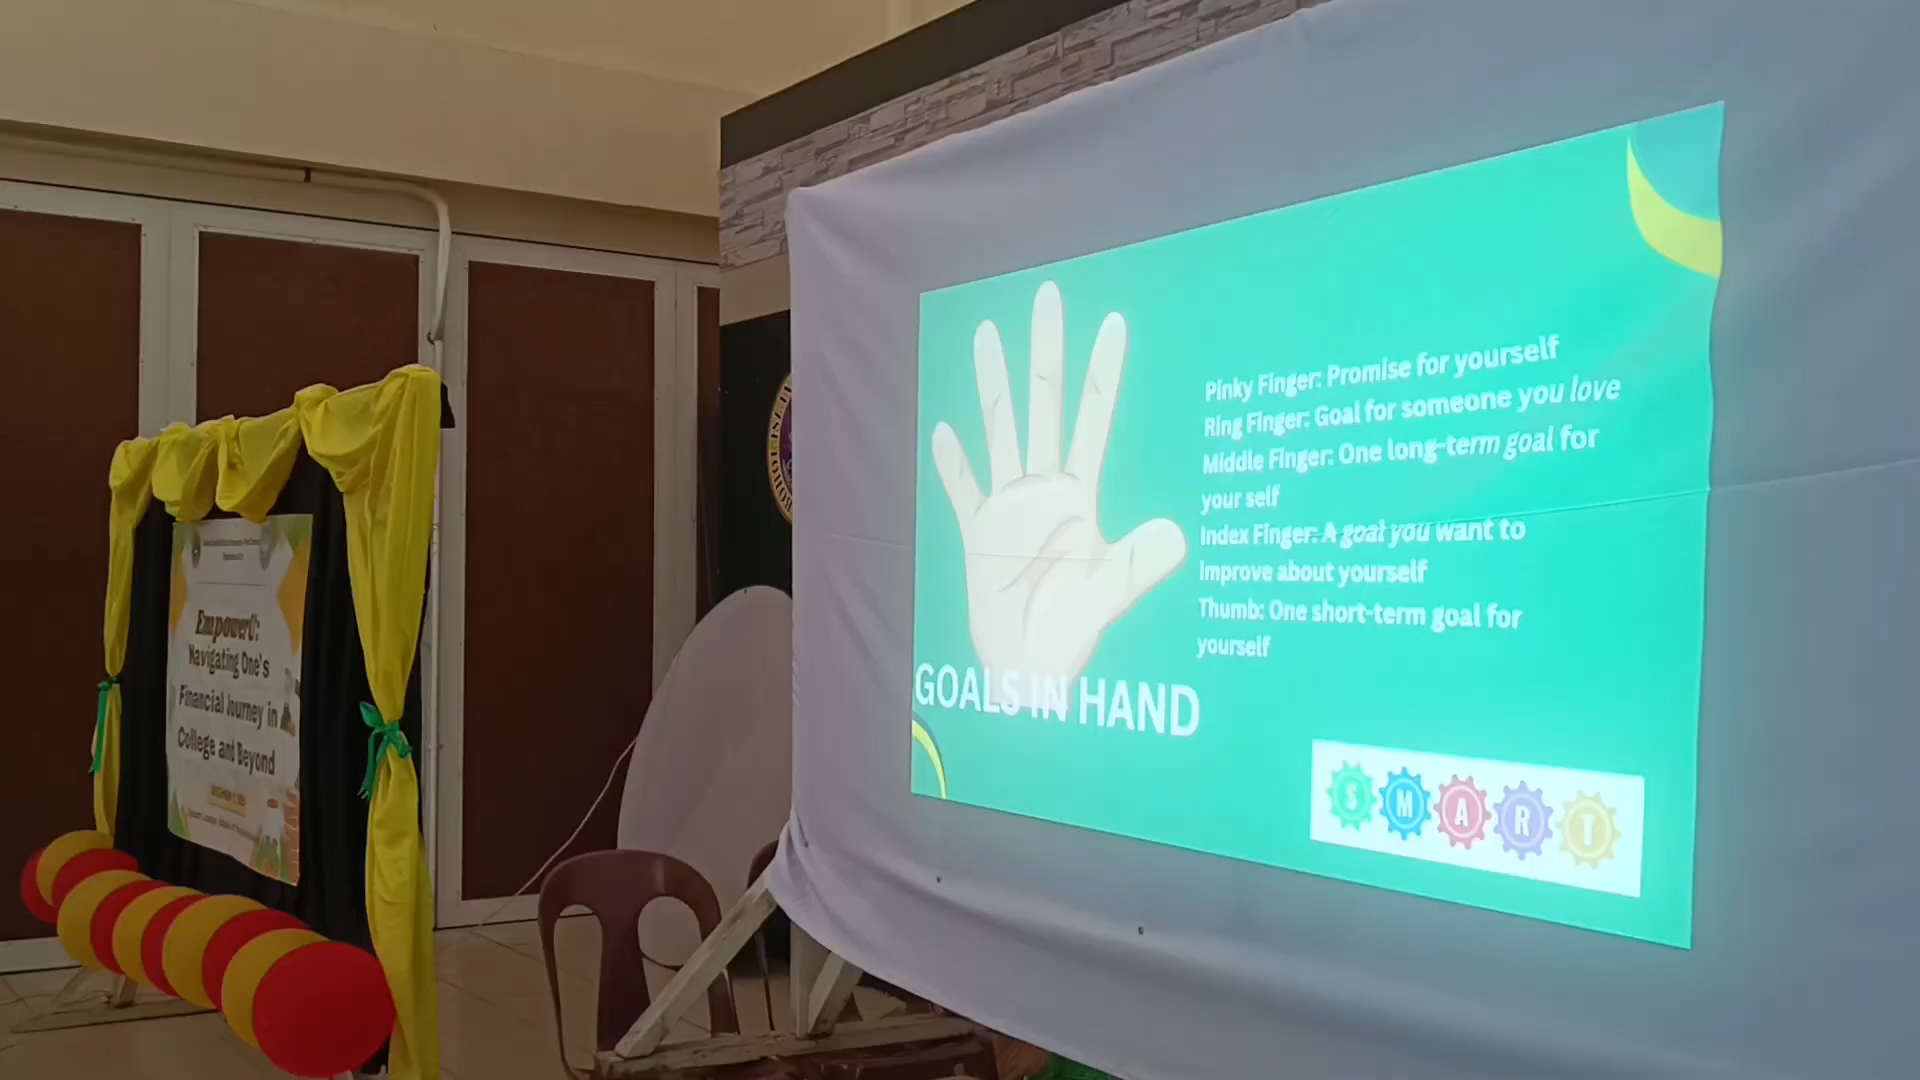 EmpowerU:
Navigating One's
Financial Journey in
College and Beyond
Pinky Finger: Promise for yourself
Ring Finger: Goal for someone you love
Middle Finger: One long-term goal for
your self
Index Finger: A goal you want to
Improve about yourself
Thumb: One short-term goal for
yourself
GOALS IN HAND
S M A R T